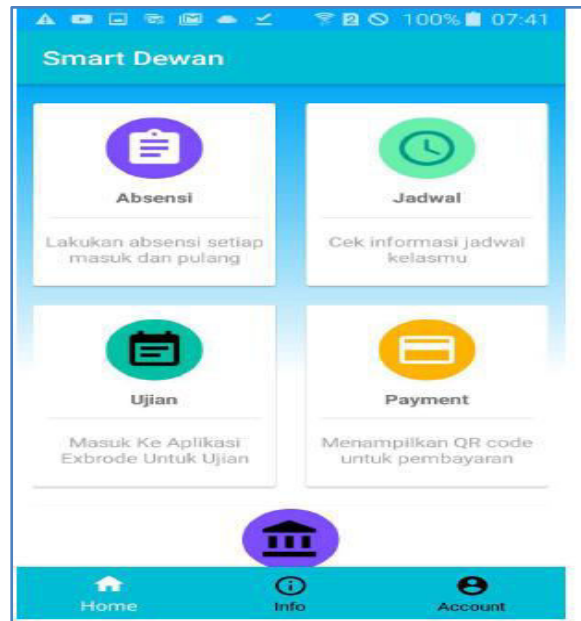 100% 07:41
Smart Dewan
Absensi
Jadwal
Lakukan absensi setiap
masuk dan pulang
Cek informasi jadwal
kelasmu
Ujian
Payment
Masuk Ke Aplikasi
Exbrode Untuk Ujian
Menampilkan QR code
untuk pembayaran
Home
Info
Account